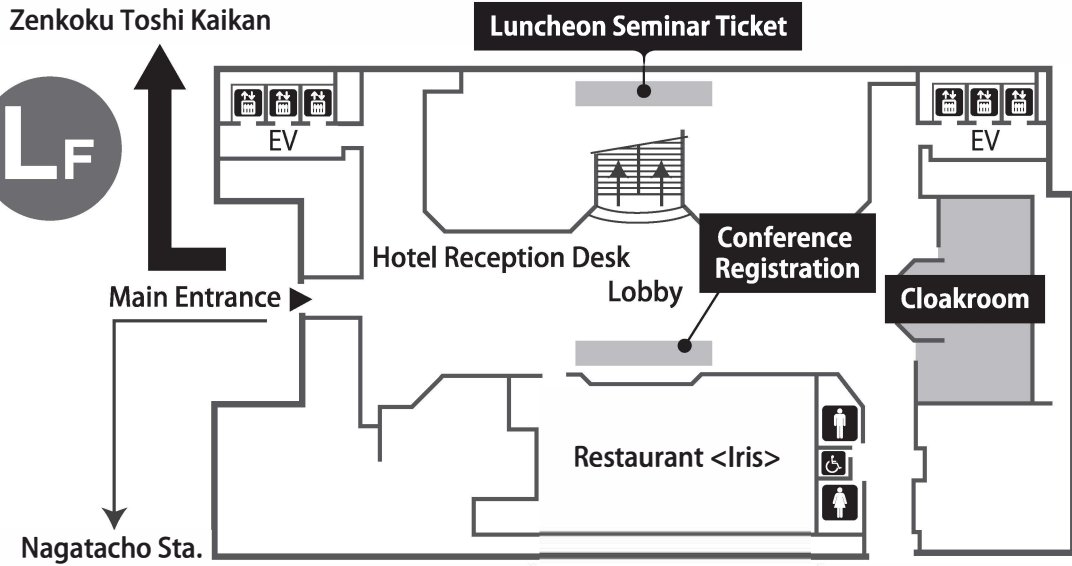 Zenkoku Toshi Kaikan
Luncheon Seminar Ticket
LF
EV
EV
Hotel Reception Desk
Conference
Registration
Lobby
Main Entrance
Cloakroom
Restaurant <Iris>
Nagatacho Sta.